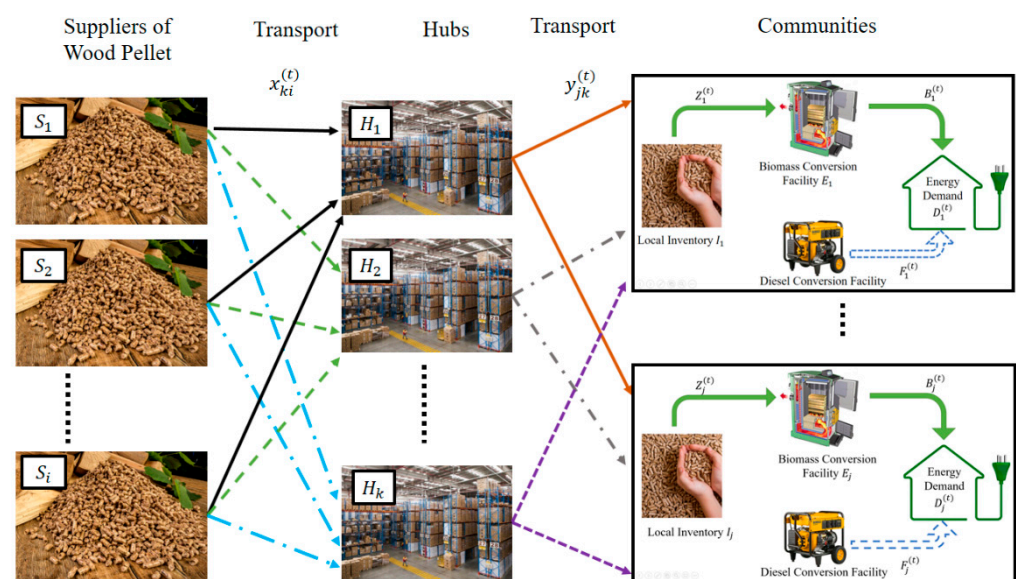 Suppliers of
Wood Pellet
Transport
Hubs
Transport
Communities
x_{ki}^{(t)}
y_{jk}^{(t)}
S_1
S_2
S_i
H_1
H_2
H_k
Z_1^{(t)}
B_1^{(t)}
Biomass Conversion
Facility E_1
Energy
Demand
D_1^{(t)}
Local Inventory I_1
F_1^{(t)}
Diesel Conversion Facility
Z_j^{(t)}
B_j^{(t)}
Biomass Conversion
Facility E_j
Energy
Demand
D_j^{(t)}
Local Inventory I_j
F_j^{(t)}
Diesel Conversion Facility